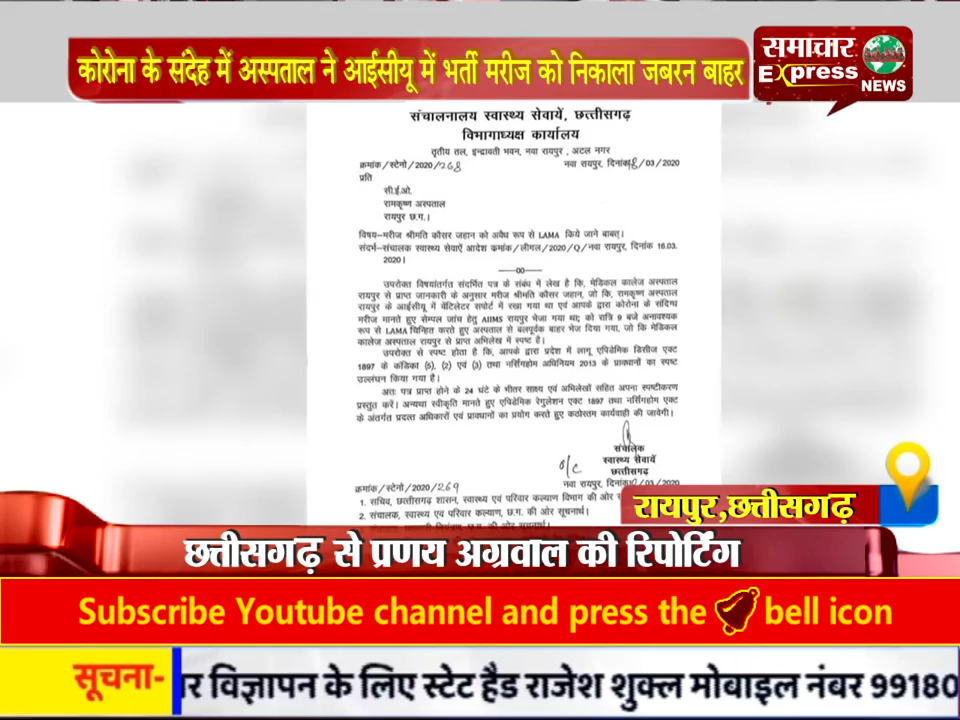 कोरोना के संदेह में अस्पताल ने आईसीयू में भर्ती मरीज को निकाला जबरन बाहर
समाचार
Express
NEWS
संचालनालय स्वास्थ्य सेवायें, छत्तीसगढ़
विभागाध्यक्ष कार्यालय
तृतीय तल, इन्द्रावती भवन, नवा रायपुर , अटल नगर
क्रमांक/स्टेनो/2020/268 नवा रायपुर, दिनांक 18/03/2020
प्रति
सी.ई.ओ.
रामकृष्ण अस्पताल
रायपुर छ.ग.।
विषय—मरीज श्रीमति कौसर जहान को अवैध रूप से LAMA किये जाने बाबत्।
संदर्भ—संचालक स्वास्थ्य सेवाऐं आदेश क्रमांक/लीगल/2020/Q/नवा रायपुर, दिनांक 16.03.
2020।
——00——
उपरोक्त विषयांतर्गत संदर्भित पत्र के संबंध में लेख है कि, मेडिकल कालेज अस्पताल
रायपुर से प्राप्त जानकारी के अनुसार मरीज श्रीमति कौसर जहान, जो कि, रामकृष्ण अस्पताल
रायपुर के आईसीयू में वेंटिलेटर सपोर्ट में रखा गया था एवं आपके द्वारा कोरोना के संदिग्ध
मरीज मानते हुए सेम्पल जांच हेतु AIIMS रायपुर भेजा गया था; को रात्रि 9 बजे अनावश्यक
रूप से LAMA चिन्हित करते हुए अस्पताल से बलपूर्वक बाहर भेज दिया गया, जो कि मेडिकल
कालेज अस्पताल रायपुर से प्राप्त अभिलेख में स्पष्ट है।
उपरोक्त से स्पष्ट होता है कि, आपके द्वारा प्रदेश में लागू एपिडेमिक डिसीज एक्ट
1897 के कंडिका (5), (2) एवं (3) तथा नर्सिंगहोम अधिनियम 2013 के प्रावधानों का स्पष्ट
उल्लंघन किया गया है।
अतः पत्र प्राप्त होने के 24 घंटे के भीतर साक्ष्य एवं अभिलेखों सहित अपना स्पष्टीकरण
प्रस्तुत करें। अन्यथा स्वीकृति मानते हुए एपिडेमिक रेगुलेशन एक्ट 1897 तथा नर्सिंगहोम एक्ट
के अंतर्गत प्रदत्त अधिकारों एवं प्रावधानों का प्रयोग करते हुए कठोस्तम कार्यवाही की जावेगी।
संचालक
स्वास्थ्य सेवायें
छत्तीसगढ़
o/c
क्रमांक/स्टेनो/2020/269 नवा रायपुर, दिनांक /03/2020
1. सचिव, छत्तीसगढ़ शासन, स्वास्थ्य एवं परिवार कल्याण विभाग की ओर
2. संचालक, स्वास्थ्य एवं परिवार कल्याण, छ.ग. की ओर सूचनार्थ।
रायपुर,छत्तीसगढ़
छत्तीसगढ़ से प्रणय अग्रवाल की रिपोर्टिंग
Subscribe Youtube channel and press the bell icon
सूचना- र विज्ञापन के लिए स्टेट हैड राजेश शुक्ल मोबाइल नंबर 99180